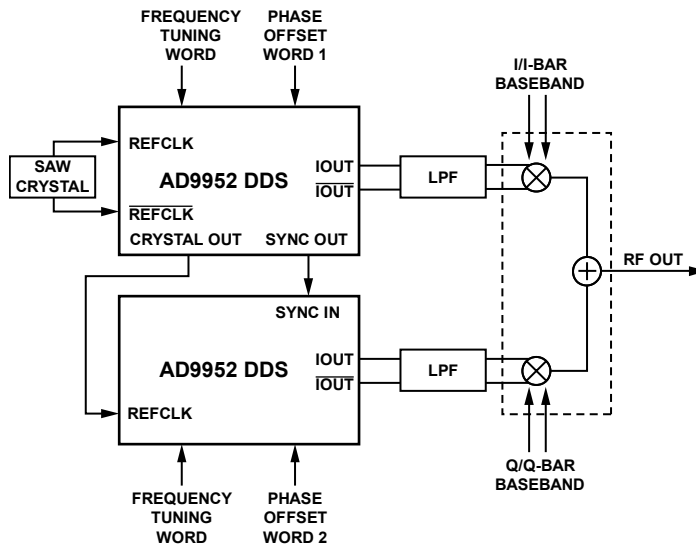 FREQUENCY
TUNING
WORD
PHASE
OFFSET
WORD 1
I/I-BAR
BASEBAND
REFCLK
SAW
CRYSTAL
AD9952 DDS
IOUT
IOUT
LPF
REFCLK
CRYSTAL OUT
SYNC OUT
RF OUT
SYNC IN
AD9952 DDS
IOUT
IOUT
LPF
REFCLK
Q/Q-BAR
BASEBAND
FREQUENCY
TUNING
WORD
PHASE
OFFSET
WORD 2